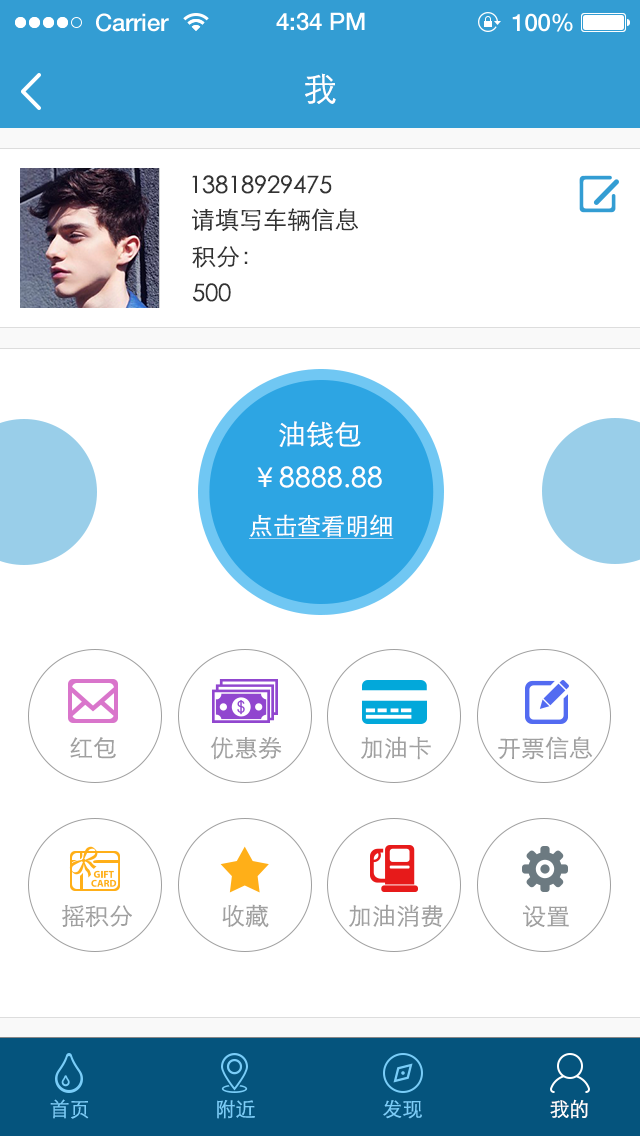 Carrier 4:34 PM 100%
我
13818929475
请填写车辆信息
积分：
500
油钱包
￥8888.88
点击查看明细
红包 优惠券 加油卡 开票信息
GIFT
CARD
摇积分 收藏 加油消费 设置
首页 附近 发现 我的